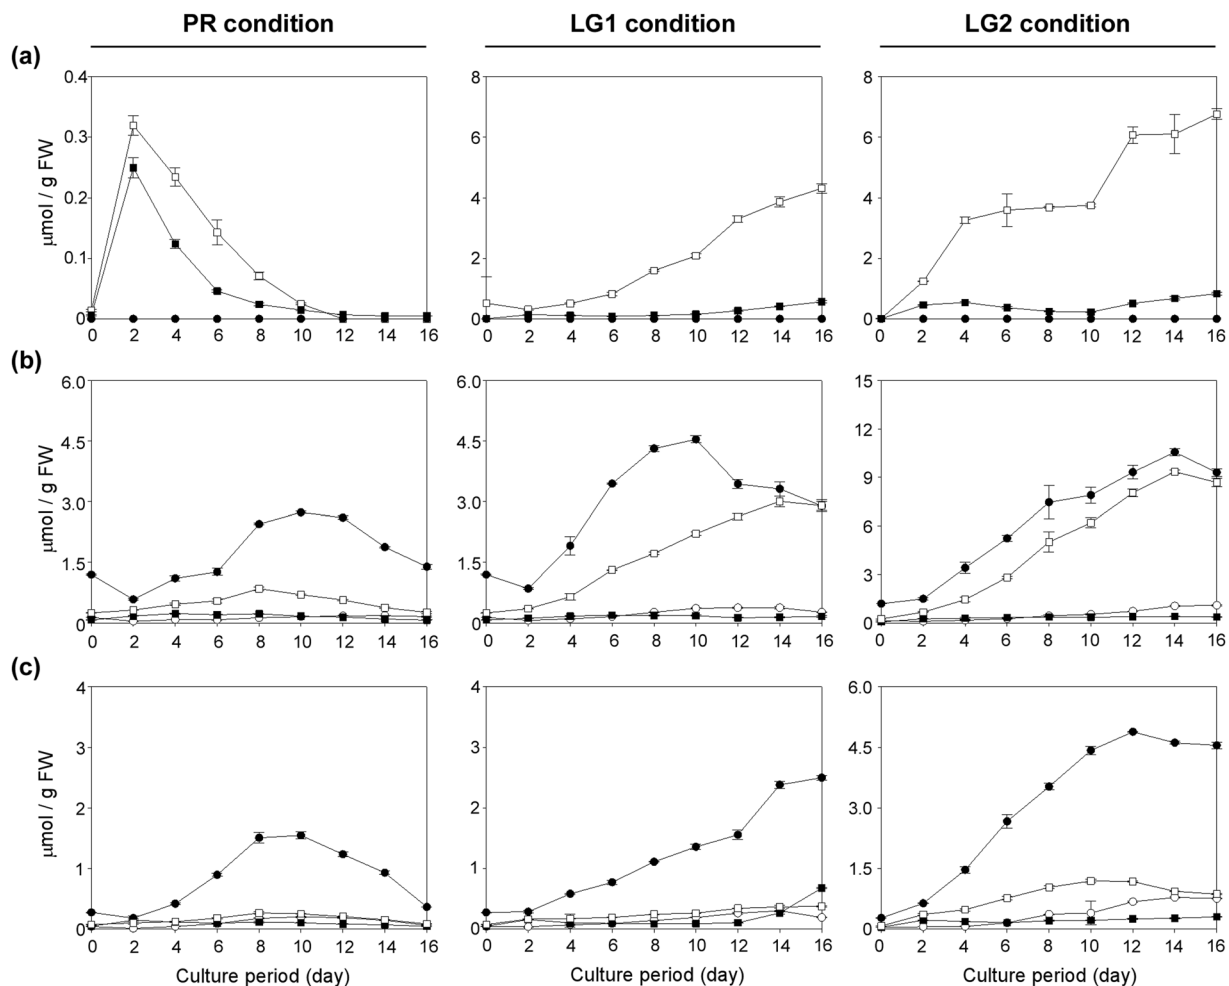 PR condition LG1 condition LG2 condition
(a)
0.4 8 8
0.3 6 6
0.2 4 4
0.1 2 2
0 0 0
μmol / g FW
0 2 4 6 8 10 12 14 16 0 2 4 6 8 10 12 14 16 0 2 4 6 8 10 12 14 16
(b)
6.0 6.0 15
4.5 4.5 12
3.0 3.0 9
1.5 1.5 6
0 0 3
0
μmol / g FW
0 2 4 6 8 10 12 14 16 0 2 4 6 8 10 12 14 16 0 2 4 6 8 10 12 14 16
(c)
4 4 6.0
3 3 4.5
2 2 3.0
1 1 1.5
0 0 0
μmol / g FW
0 2 4 6 8 10 12 14 16 0 2 4 6 8 10 12 14 16 0 2 4 6 8 10 12 14 16
Culture period (day) Culture period (day) Culture period (day)